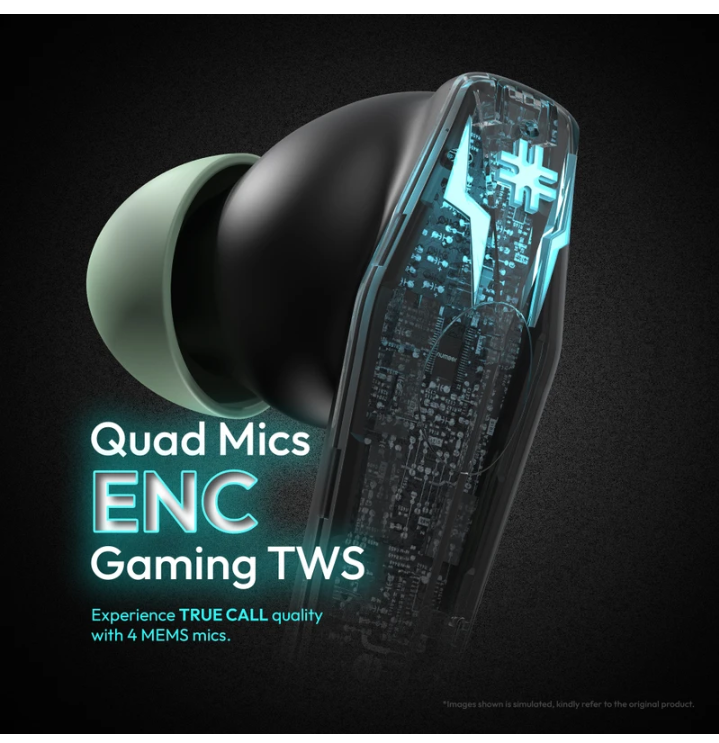 Quad Mics
ENC
Gaming TWS
Experience TRUE CALL quality
with 4 MEMS mics.
*Images shown is simulated, kindly refer to the original product.